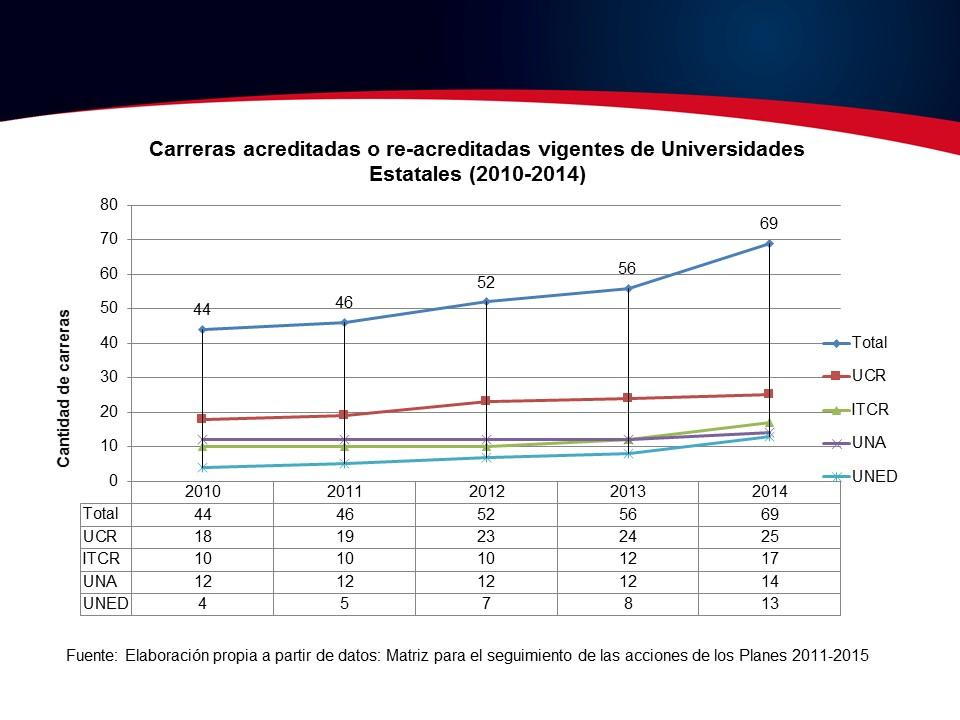 Carreras acreditadas o re-acreditadas vigentes de Universidades
Estatales (2010-2014)
Cantidad de carreras
80
70
60
50
40
30
20
10
0
44
46
52
56
69
Total
UCR
ITCR
UNA
UNED
2010 2011 2012 2013 2014
Total 44 46 52 56 69
UCR 18 19 23 24 25
ITCR 10 10 10 12 17
UNA 12 12 12 12 14
UNED 4 5 7 8 13
Fuente: Elaboración propia a partir de datos: Matriz para el seguimiento de las acciones de los Planes 2011-2015